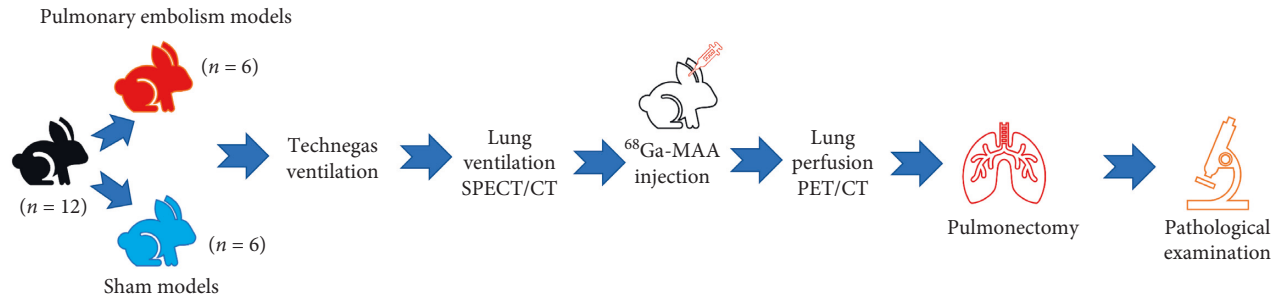 Pulmonary embolism models
(n = 6)
(n = 12)
(n = 6)
Sham models
Technegas
ventilation
Lung
ventilation
SPECT/CT
⁶⁸Ga-MAA
injection
Lung
perfusion
PET/CT
Pulmonectomy
Pathological
examination